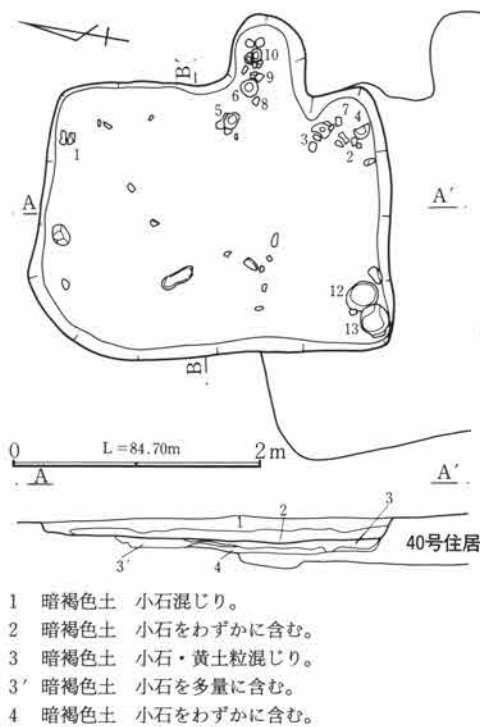 B′
10
9
6
8
5
7
4
3
2
1
A
A′
12
13
B
0
L=84.70m
2m
A
A′
1
2
3
40号住居
3′
4
1 暗褐色土 小石混じり。
2 暗褐色土 小石をわずかに含む。
3 暗褐色土 小石・黄土粒混じり。
3′ 暗褐色土 小石を多量に含む。
4 暗褐色土 小石をわずかに含む。